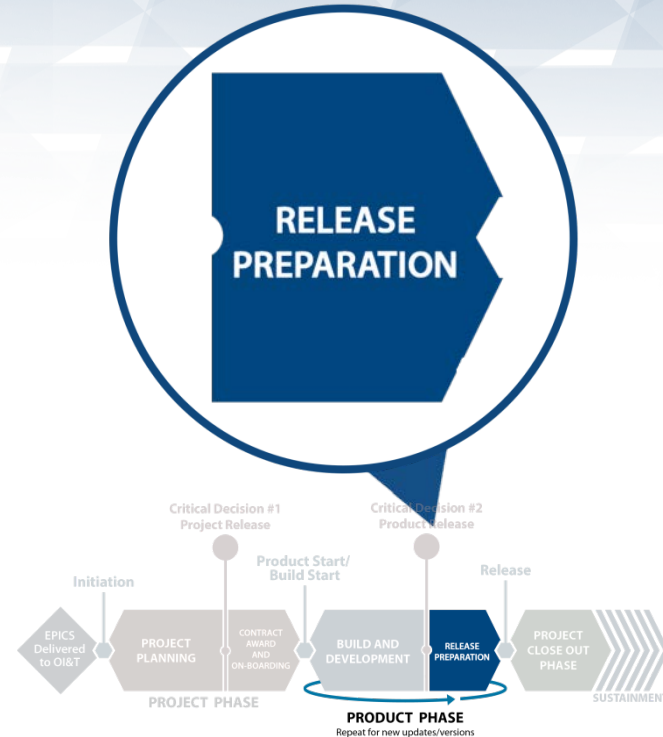 RELEASE
PREPARATION
Critical Decision #1
Project Release
Critical Decision #2
Product Release
Initiation
Product Start/
Build Start
Release
EPICS
Delivered
to OI&T
PROJECT
PLANNING
CONTRACT
AWARD
AND
ON-BOARDING
BUILD AND
DEVELOPMENT
RELEASE
PREPARATION
PROJECT
CLOSE OUT
PHASE
SUSTAINMENT
PROJECT PHASE
PRODUCT PHASE
Repeat for new updates/versions